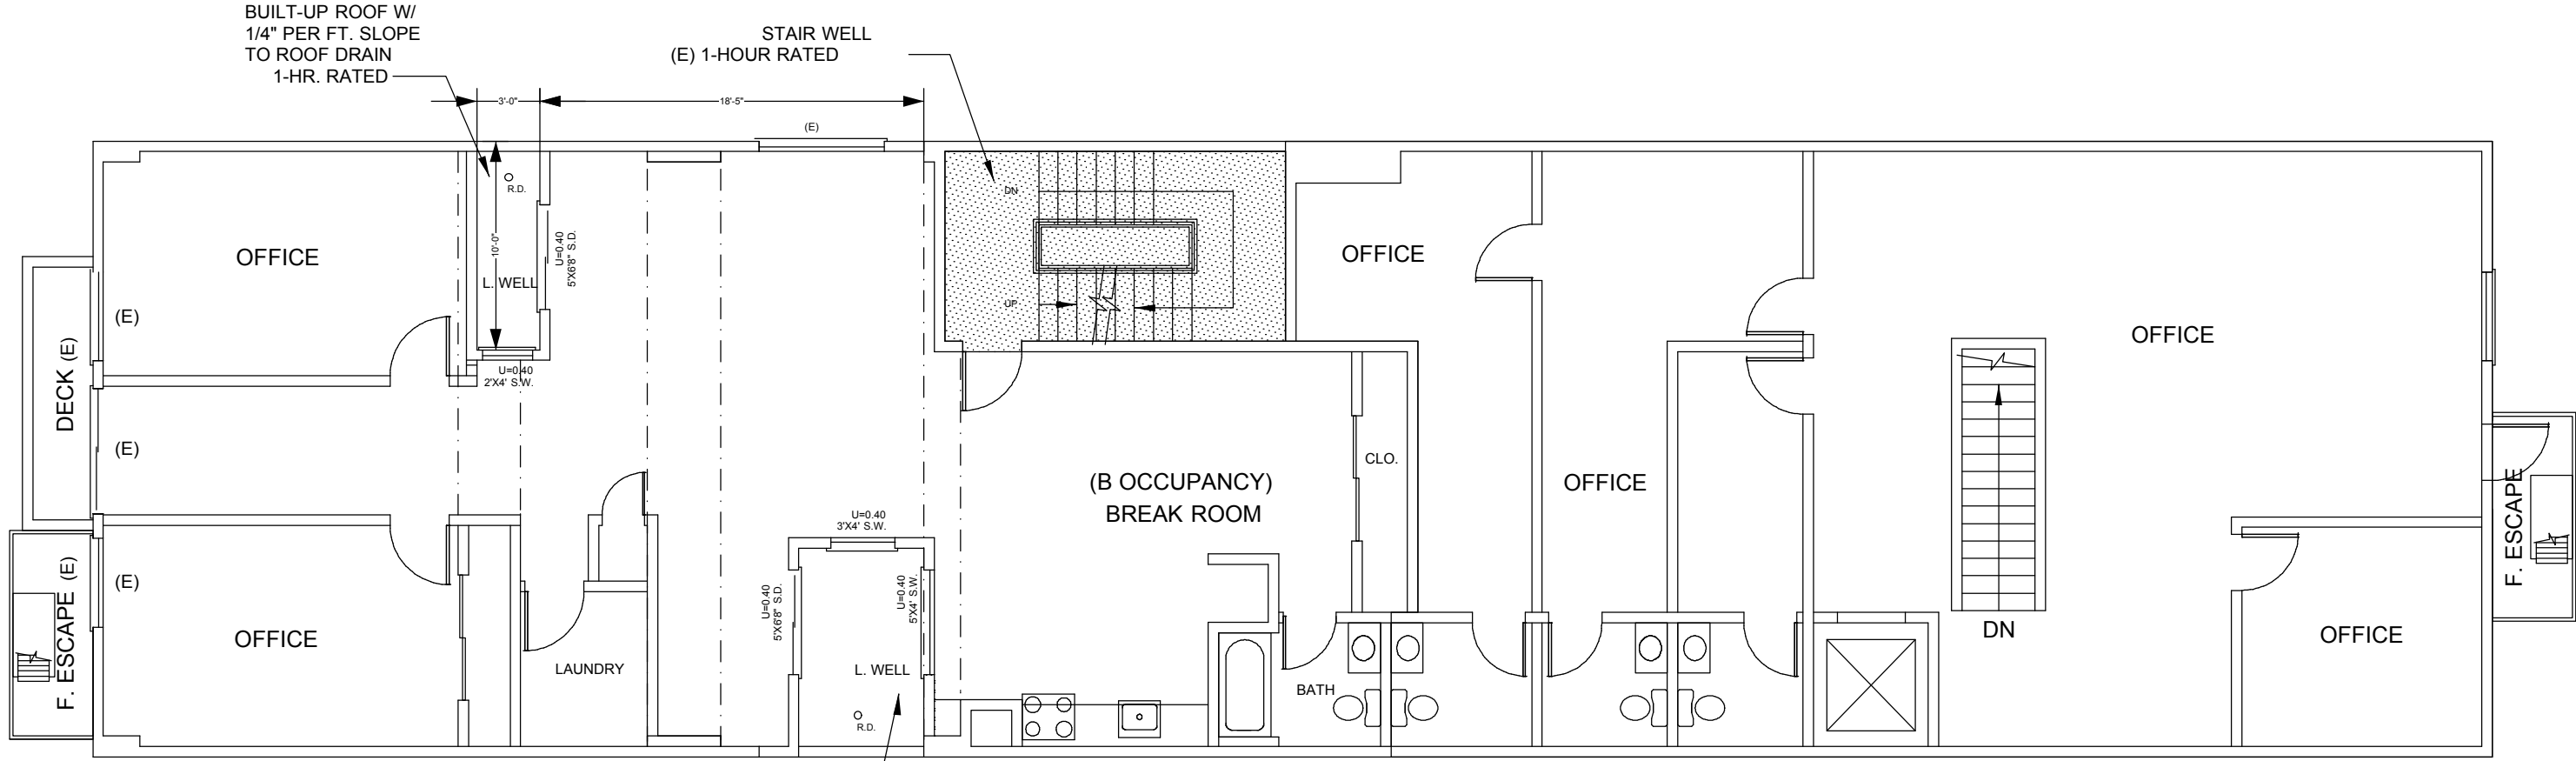 BUILT-UP ROOF W/
1/4" PER FT. SLOPE
TO ROOF DRAIN
1-HR. RATED
STAIR WELL
(E) 1-HOUR RATED
3'-0"
18'-5"
(E)
R.D.
10'-0"
L. WELL
U=0.40
5'X6'8" S.D.
U=0.40
2'X4' S.W.
OFFICE
DECK (E)
(E)
(E)
(E)
F. ESCAPE (E)
OFFICE
LAUNDRY
U=0.40
3'X4' S.W.
U=0.40
5'X6'8" S.D.
U=0.40
5'X4' S.W.
L. WELL
R.D.
DN
UP
(B OCCUPANCY)
BREAK ROOM
CLO.
BATH
OFFICE
OFFICE
OFFICE
DN
OFFICE
F. ESCAPE